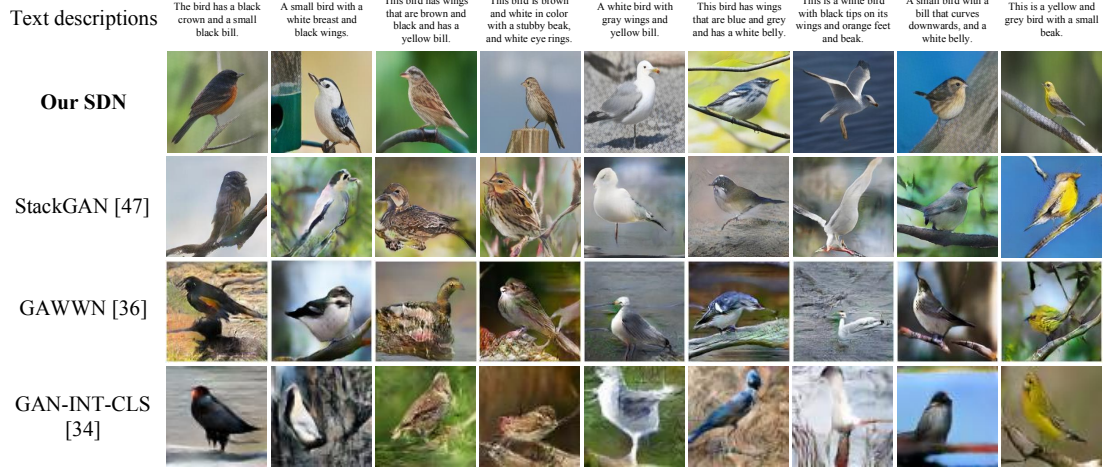 Text descriptions
The bird has a black
crown and a small
black bill.
A small bird with a
white breast and
black wings.
This bird has wings
that are brown and
black and has a
yellow bill.
This bird is brown
and white in color
with a stubby beak,
and white eye rings.
A white bird with
gray wings and
yellow bill.
This bird has wings
that are blue and grey
and has a white belly.
This is a white bird
with black tips on its
wings and orange feet
and beak.
A small bird with a
bill that curves
downwards, and a
white belly.
This is a yellow and
grey bird with a small
beak.
Our SDN
StackGAN [47]
GAWWN [36]
GAN-INT-CLS
[34]